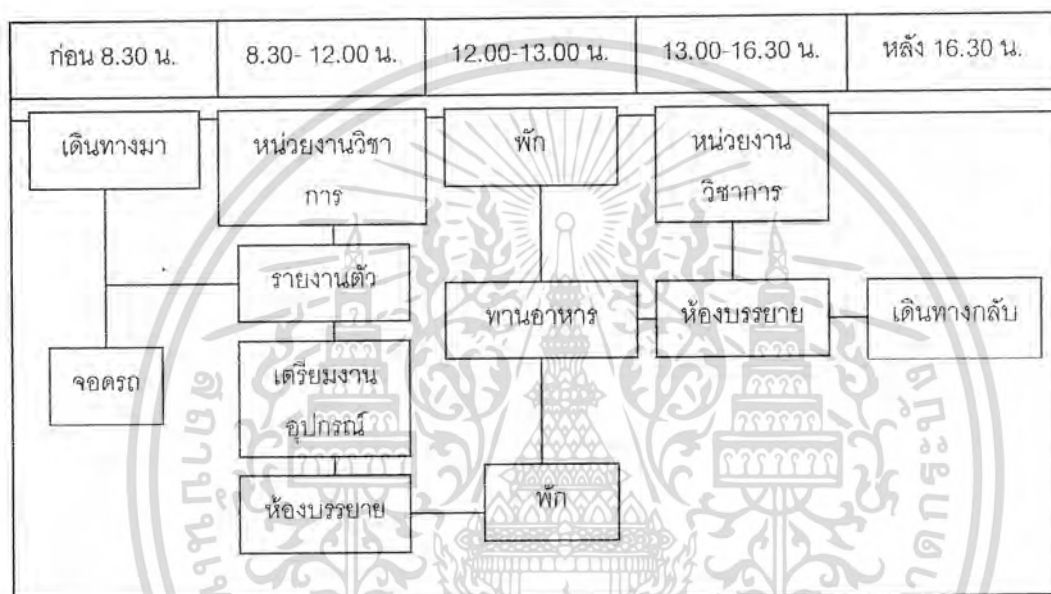 ก่อน 8.30 น.
8.30- 12.00 น.
12.00-13.00 น.
13.00-16.30 น.
หลัง 16.30 น.
เดินทางมา
หน่วยงานวิชา
การ
พัก
หน่วยงาน
วิชาการ
รายงานตัว
ทานอาหาร
ห้องบรรยาย
เดินทางกลับ
จอดรถ
เตรียมงาน
อุปกรณ์
ห้องบรรยาย
พัก